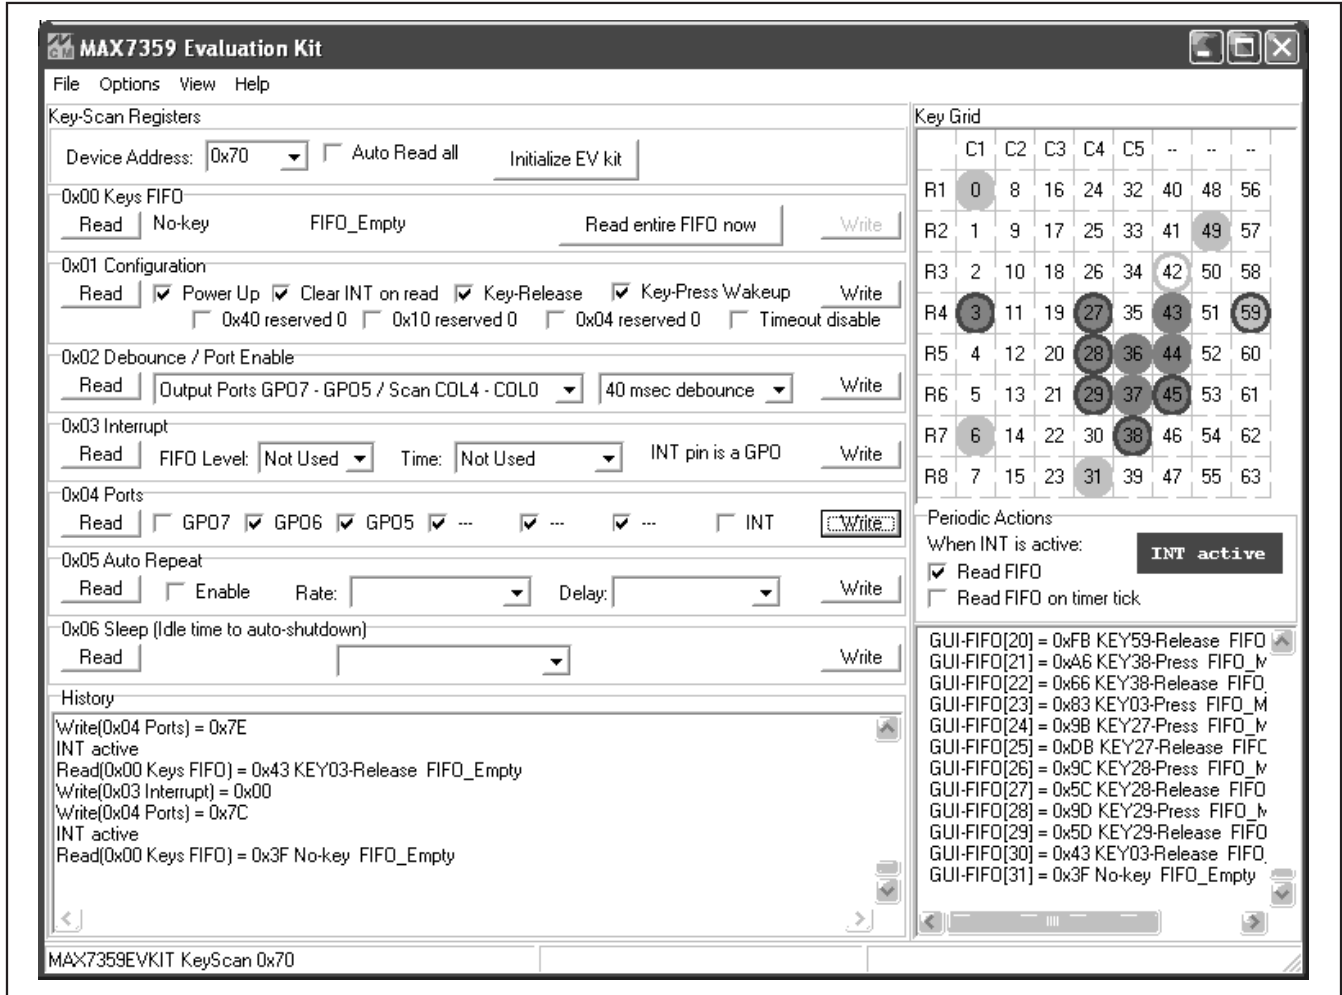 MAX7359 Evaluation Kit
File Options View Help
Key-Scan Registers
Device Address: 0x70 Auto Read all Initialize EV kit
0x00 Keys FIFO
Read No-key FIFO_Empty Read entire FIFO now Write
0x01 Configuration
Read Power Up Clear INT on read Key-Release Key-Press Wakeup Write
0x40 reserved 0 0x10 reserved 0 0x04 reserved 0 Timeout disable
0x02 Debounce / Port Enable
Read Output Ports GPO7 - GPO5 / Scan COL4 - COL0 40 msec debounce Write
0x03 Interrupt
Read FIFO Level: Not Used Time: Not Used INT pin is a GPO Write
0x04 Ports
Read GPO7 GPO6 GPO5 --- --- --- INT Write
0x05 Auto Repeat
Read Enable Rate: Delay: Write
0x06 Sleep (Idle time to auto-shutdown)
Read Write
History
Write(0x04 Ports) = 0x7E
INT active
Read(0x00 Keys FIFO) = 0x43 KEY03-Release FIFO_Empty
Write(0x03 Interrupt) = 0x00
Write(0x04 Ports) = 0x7C
INT active
Read(0x00 Keys FIFO) = 0x3F No-key FIFO_Empty
Key Grid
C1 C2 C3 C4 C5 -- -- --
R1 0 8 16 24 32 40 48 56
R2 1 9 17 25 33 41 49 57
R3 2 10 18 26 34 42 50 58
R4 3 11 19 27 35 43 51 59
R5 4 12 20 28 36 44 52 60
R6 5 13 21 29 37 45 53 61
R7 6 14 22 30 38 46 54 62
R8 7 15 23 31 39 47 55 63
Periodic Actions
When INT is active: INT active
Read FIFO
Read FIFO on timer tick
GUI-FIFO[20] = 0xFB KEY59-Release FIFO
GUI-FIFO[21] = 0xA6 KEY38-Press FIFO_M
GUI-FIFO[22] = 0x66 KEY38-Release FIFO_
GUI-FIFO[23] = 0x83 KEY03-Press FIFO_M
GUI-FIFO[24] = 0x9B KEY27-Press FIFO_M
GUI-FIFO[25] = 0xDB KEY27-Release FIFO
GUI-FIFO[26] = 0x9C KEY28-Press FIFO_M
GUI-FIFO[27] = 0x5C KEY28-Release FIFO
GUI-FIFO[28] = 0x9D KEY29-Press FIFO_M
GUI-FIFO[29] = 0x5D KEY29-Release FIFO
GUI-FIFO[30] = 0x43 KEY03-Release FIFO_
GUI-FIFO[31] = 0x3F No-key FIFO_Empty
MAX7359EVKIT KeyScan 0x70